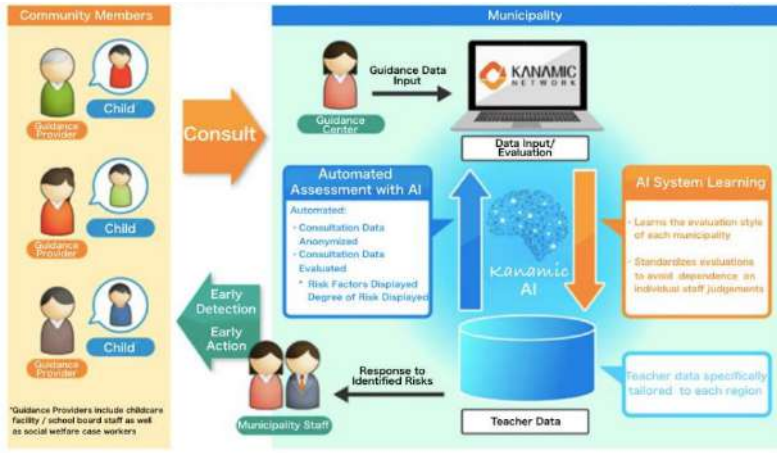 Community Members
Municipality
Child
Guidance
Provider
Child
Guidance
Provider
Child
Guidance
Provider
*Guidance Providers include childcare
facility / school board staff as well
as social welfare case workers
Consult
Guidance Data
Input
Guidance
Center
KANAMIC
NETWORK
Data Input/
Evaluation
Automated
Assessment with AI
Automated:
・Consultation Data
Anonymized
・Consultation Data
Evaluated
* Risk Factors Displayed
Degree of Risk Displayed
Kanamic
AI
AI System Learning
・Learns the evaluation style
of each municipality
・Standardizes evaluations
to avoid dependence on
individual staff judgements
Early
Detection
Early
Action
Municipality Staff
Response to
Identified Risks
Teacher Data
Teacher data specifically
tailored to each region